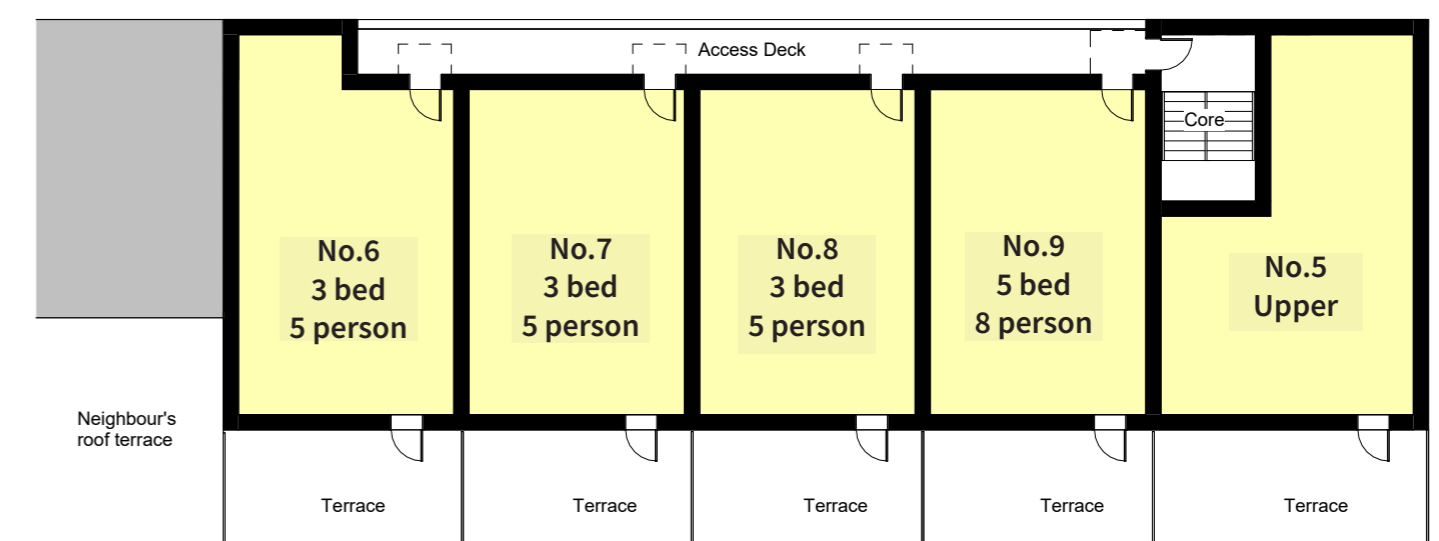 Access Deck
Core
No.6
3 bed
5 person
No.7
3 bed
5 person
No.8
3 bed
5 person
No.9
5 bed
8 person
No.5
Upper
Neighbour's
roof terrace
Terrace
Terrace
Terrace
Terrace
Terrace